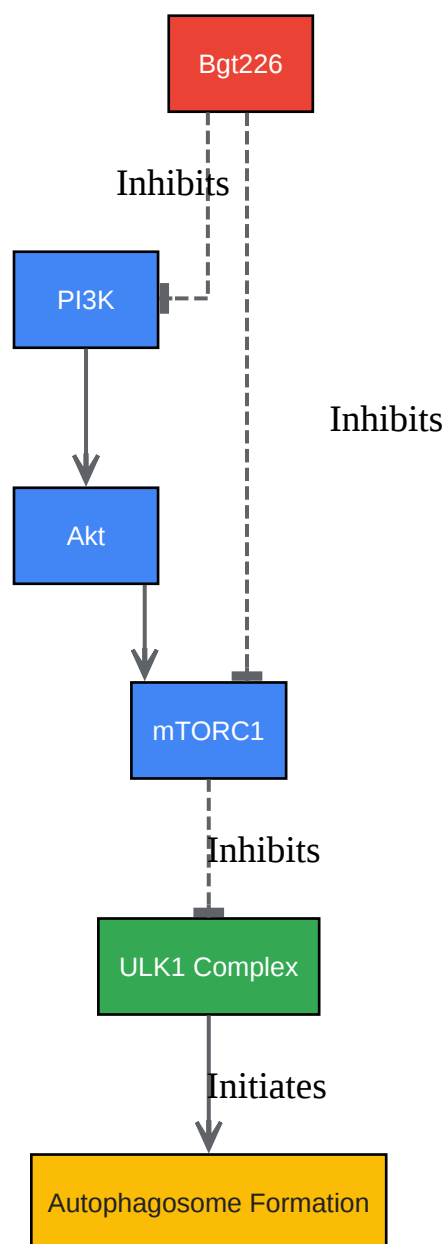 Bgt226
Inhibits
PI3K
Inhibits
Akt
mTORC1
Inhibits
ULK1 Complex
Initiates
Autophagosome Formation